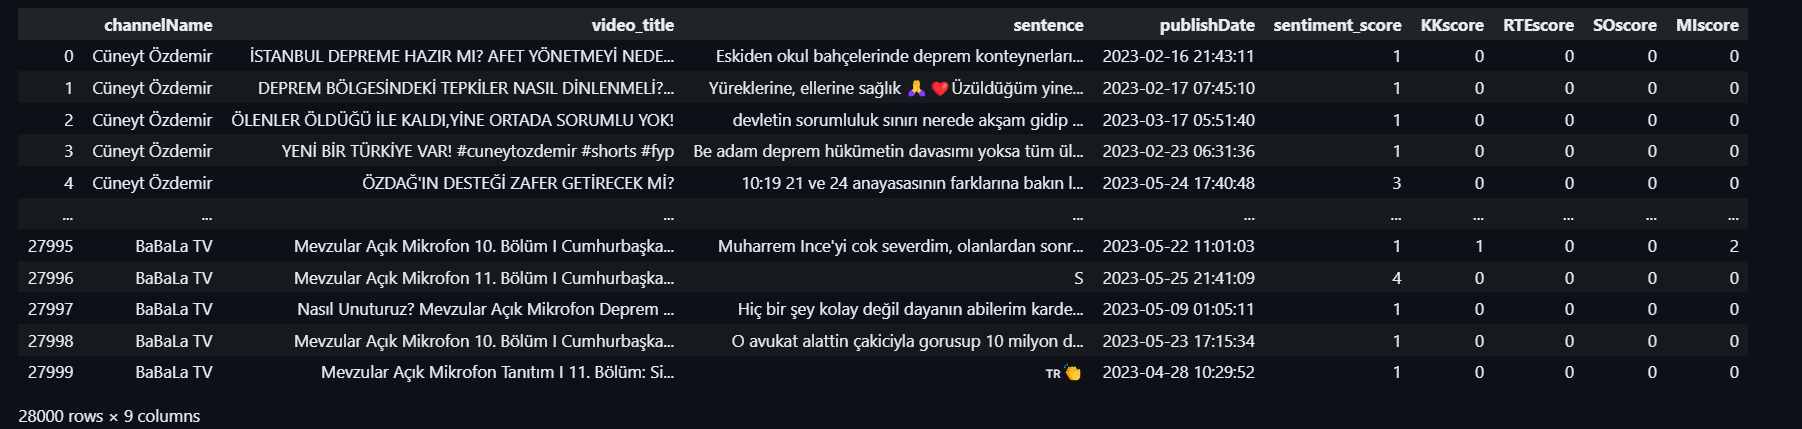 channelName video_title sentence publishDate sentiment_score KKscore RTEscore SOscore MIscore
0 Cüneyt Özdemir İSTANBUL DEPREME HAZIR MI? AFET YÖNETMEYİ NEDE... Eskiden okul bahçelerinde deprem konteynerları... 2023-02-16 21:43:11 1 0 0 0 0
1 Cüneyt Özdemir DEPREM BÖLGESİNDEKİ TEPKİLER NASIL DİNLENMELİ?... Yüreklerine, ellerine sağlık 🙏❤️Üzüldüğüm yine... 2023-02-17 07:45:10 1 0 0 0 0
2 Cüneyt Özdemir ÖLENLER ÖLDÜĞÜ İLE KALDI,YİNE ORTADA SORUMLU YOK! devletin sorumluluk sınırı nerede akşam gidip ... 2023-03-17 05:51:40 1 0 0 0 0
3 Cüneyt Özdemir YENİ BİR TÜRKİYE VAR! #cuneytozdemir #shorts #fyp Be adam deprem hükümetin davasımı yoksa tüm ül... 2023-02-23 06:31:36 1 0 0 0 0
4 Cüneyt Özdemir ÖZDAĞ'IN DESTEĞİ ZAFER GETİRECEK Mİ? 10:19 21 ve 24 anayasasının farklarına bakın l... 2023-05-24 17:40:48 3 0 0 0 0
... ... ... ... ... ... ... ... ... ...
27995 BaBaLa TV Mevzular Açık Mikrofon 10. Bölüm I Cumhurbaşka... Muharrem Ince'yi cok severdim, olanlardan sonr... 2023-05-22 11:01:03 1 1 0 0 2
27996 BaBaLa TV Mevzular Açık Mikrofon 11. Bölüm I Cumhurbaşka... S 2023-05-25 21:41:09 4 0 0 0 0
27997 BaBaLa TV Nasıl Unuturuz? Mevzular Açık Mikrofon Deprem ... Hiç bir şey kolay değil dayanın abilerim karde... 2023-05-09 01:05:11 1 0 0 0 0
27998 BaBaLa TV Mevzular Açık Mikrofon 10. Bölüm I Cumhurbaşka... O avukat alattin çakiciyla gorusup 10 milyon d... 2023-05-23 17:15:34 1 0 0 0 0
27999 BaBaLa TV Mevzular Açık Mikrofon Tanıtım I 11. Bölüm: Si... 🇹🇷👏 2023-04-28 10:29:52 1 0 0 0 0
28000 rows × 9 columns